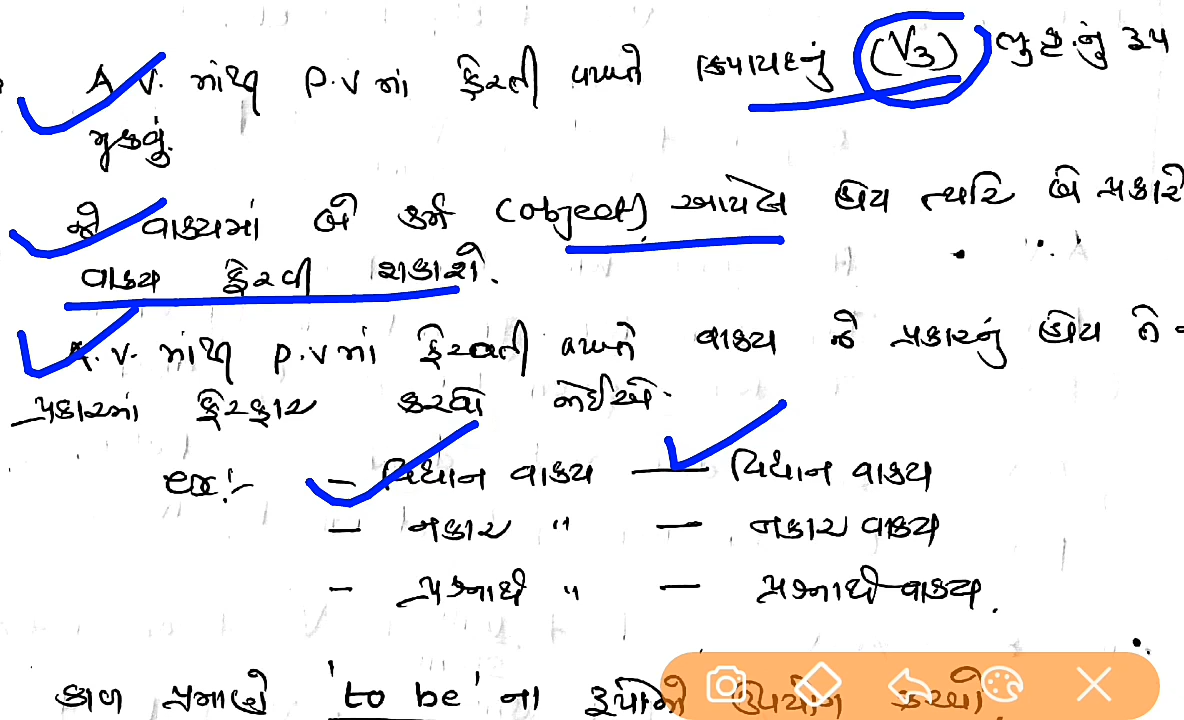 A.V. માંથી P.V માં ફેરવતી વખતે ક્રિયાપદનું (V3) ભુ.કૃ.નું રૂપ
મૂકવું.
જો વાક્યમાં બે કર્મ (object) આપેલ હોય ત્યારે બે પ્રકારે
વાક્ય ફેરવી શકાશે.
A.V. માંથી P.V માં ફેરવતી વખતે વાક્ય જે પ્રકારનું હોય તે જ
પ્રકારમાં ફેરફાર કરવો જોઈએ.
ex:- – વિધાન વાક્ય — વિધાન વાક્ય
– નકાર " — નકાર વાક્ય
– પ્રશ્નાર્થ " — પ્રશ્નાર્થ વાક્ય.
કાળ પ્રમાણે 'to be' ના રૂપોનો ઉપયોગ કરવો.